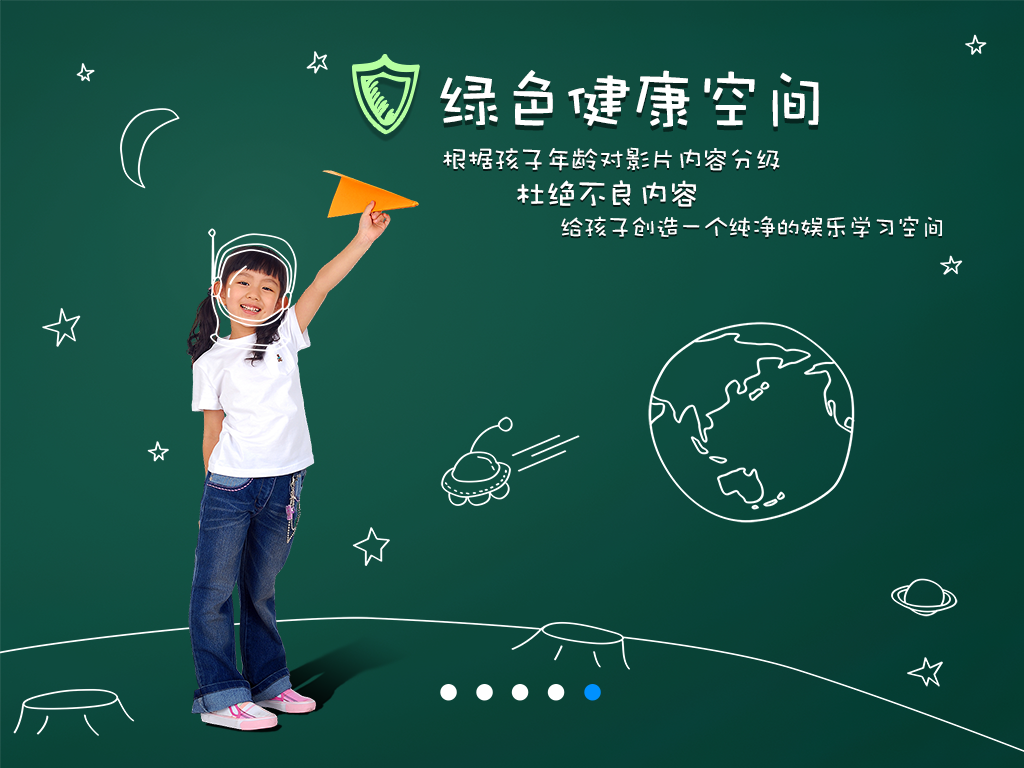 绿色健康空间
根据孩子年龄对影片内容分级
杜绝不良内容
给孩子创造一个纯净的娱乐学习空间